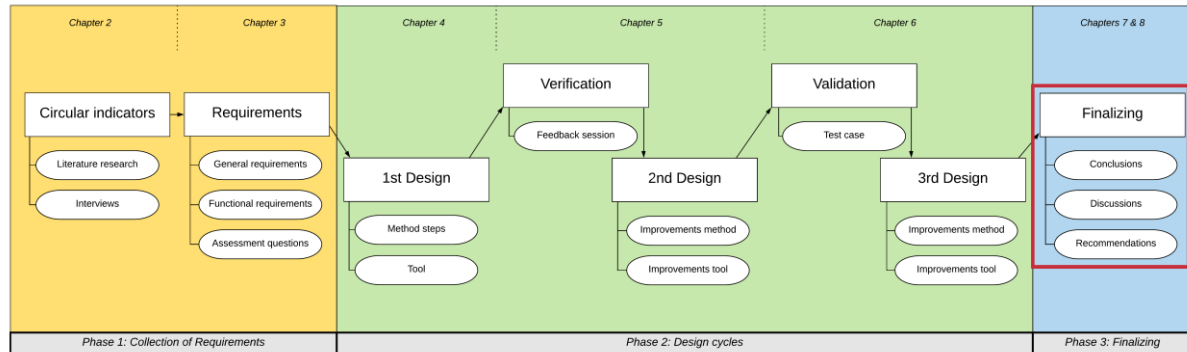 Chapter 2
Chapter 3
Chapter 4
Chapter 5
Chapter 6
Chapters 7 & 8
Circular indicators
Literature research
Interviews
Requirements
General requirements
Functional requirements
Assessment questions
1st Design
Method steps
Tool
Verification
Feedback session
2nd Design
Improvements method
Improvements tool
Validation
Test case
3rd Design
Improvements method
Improvements tool
Finalizing
Conclusions
Discussions
Recommendations
Phase 1: Collection of Requirements
Phase 2: Design cycles
Phase 3: Finalizing